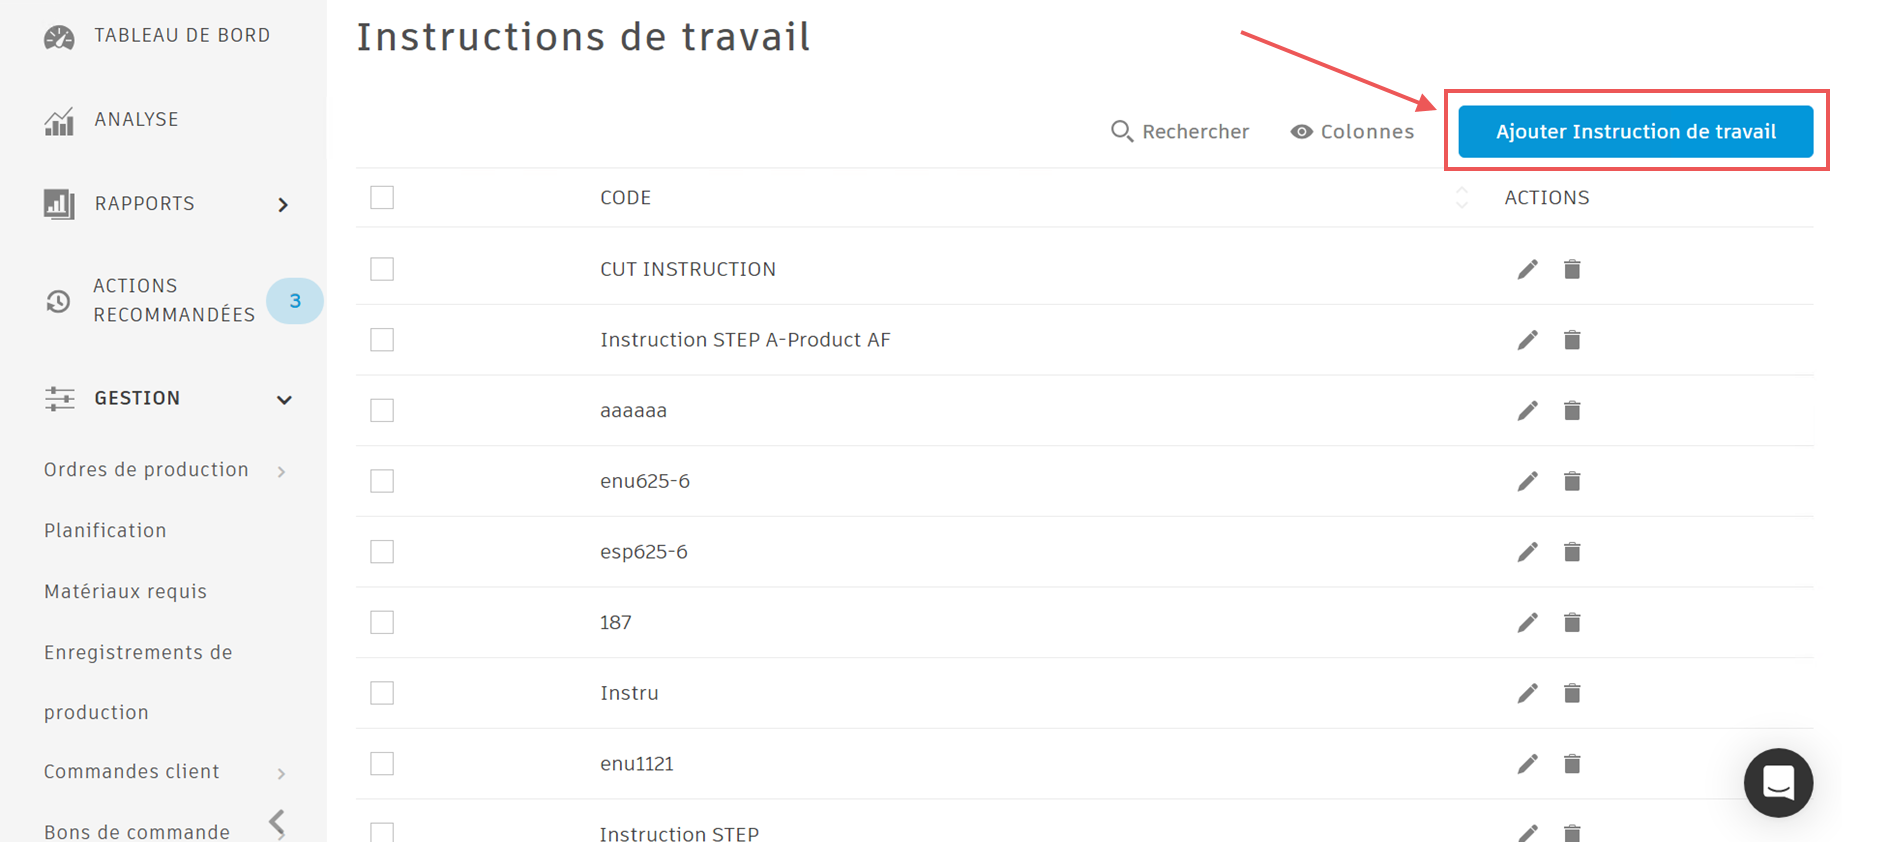 TABLEAU DE BORD
ANALYSE
RAPPORTS
ACTIONS
RECOMMANDÉES
3
GESTION
Ordres de production
Planification
Matériaux requis
Enregistrements de
production
Commandes client
Bons de commande
Instructions de travail
Rechercher
Colonnes
Ajouter Instruction de travail
CODE
ACTIONS
CUT INSTRUCTION
Instruction STEP A-Product AF
aaaaaa
enu625-6
esp625-6
187
Instru
enu1121
Instruction STEP